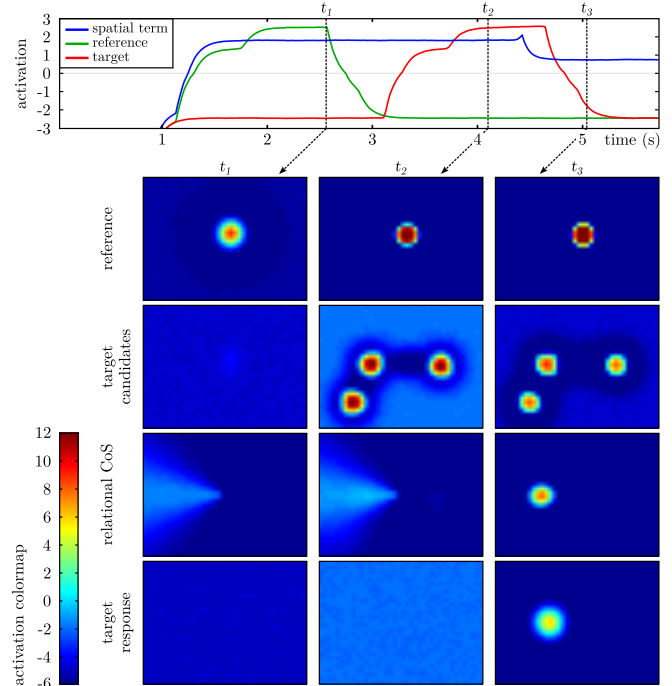 t1 t2 t3
3
2
1
0
-1
-2
-3
activation
spatial term
reference
target
1 2 3 4 5 time (s)
t1 t2 t3
reference
target
candidates
relational CoS
target
response
12
10
8
6
4
2
0
-2
-4
-6
activation colormap